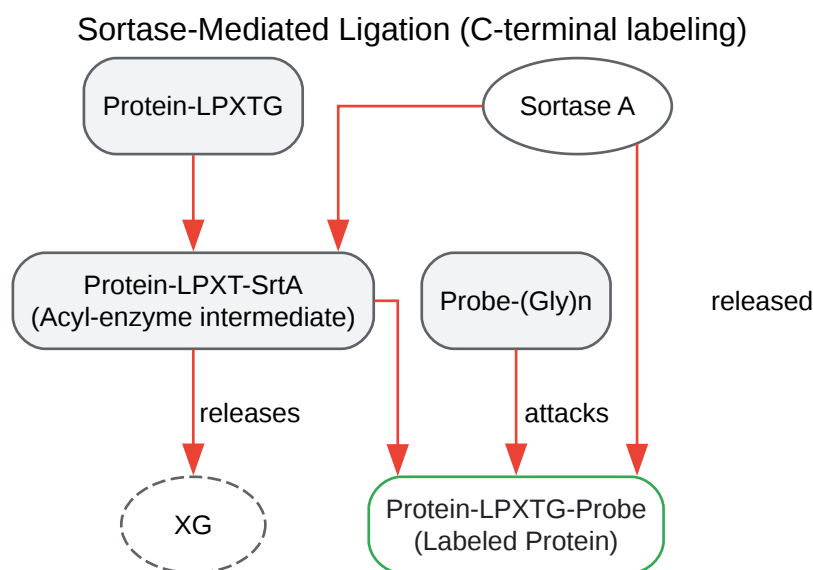 Sortase-Mediated Ligation (C-terminal labeling)
Protein-LPXTG
Sortase A
Protein-LPXT-SrtA
(Acyl-enzyme intermediate)
Probe-(Gly)n
released
releases
attacks
XG
Protein-LPXTG-Probe
(Labeled Protein)